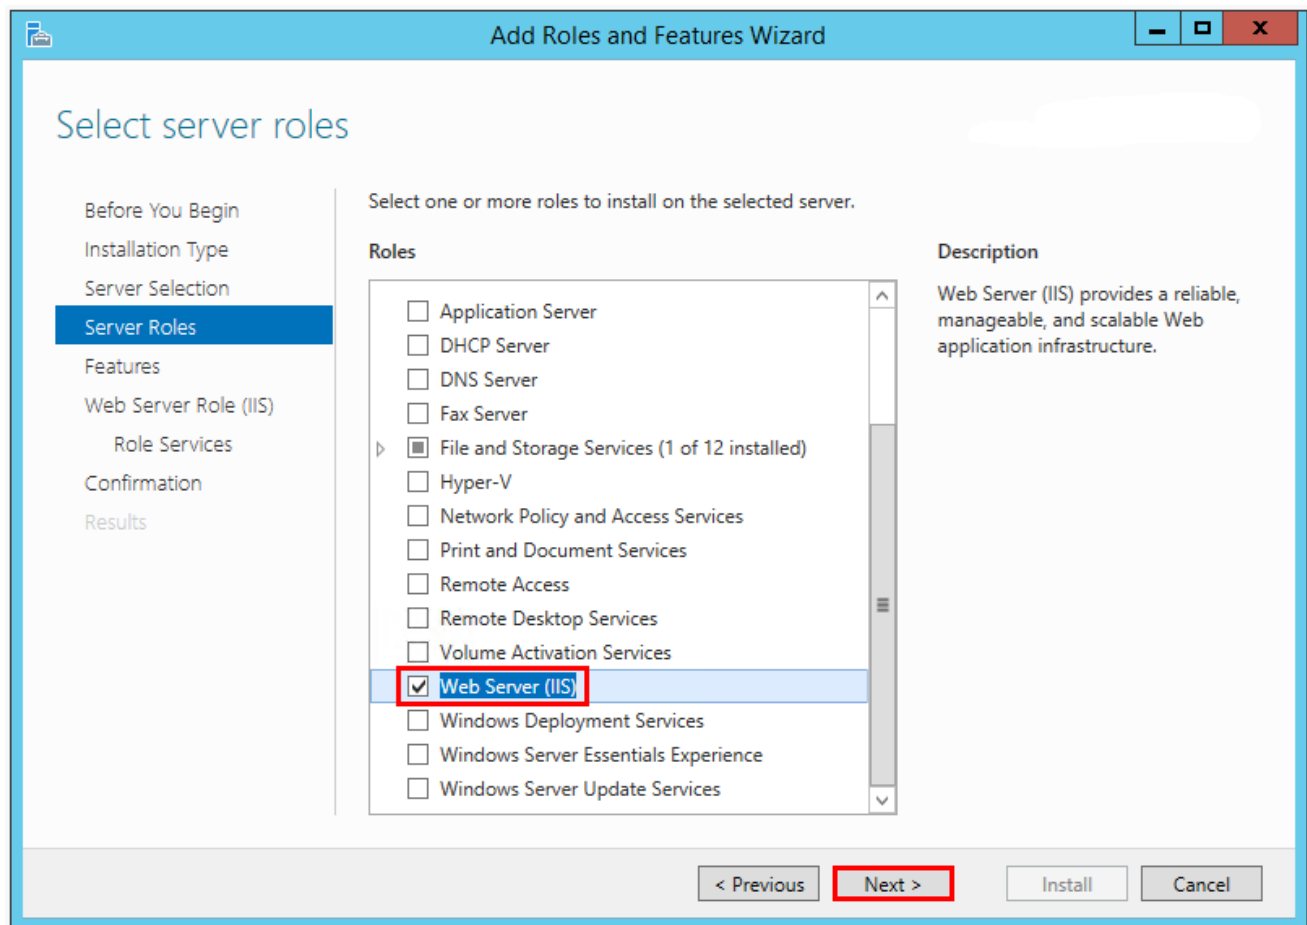 Add Roles and Features Wizard
Select server roles
Before You Begin
Installation Type
Server Selection
Server Roles
Features
Web Server Role (IIS)
Role Services
Confirmation
Results
Select one or more roles to install on the selected server.
Roles
Application Server
DHCP Server
DNS Server
Fax Server
File and Storage Services (1 of 12 installed)
Hyper-V
Network Policy and Access Services
Print and Document Services
Remote Access
Remote Desktop Services
Volume Activation Services
Web Server (IIS)
Windows Deployment Services
Windows Server Essentials Experience
Windows Server Update Services
Description
Web Server (IIS) provides a reliable,
manageable, and scalable Web
application infrastructure.
< Previous
Next >
Install
Cancel